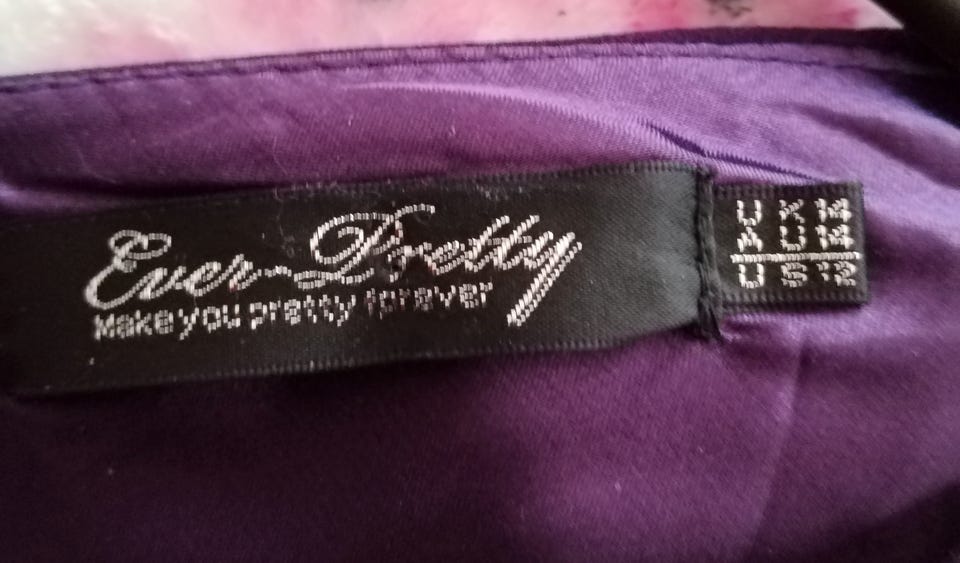 Ever-Pretty
Make you pretty forever
UK 14
AU 14
US 12